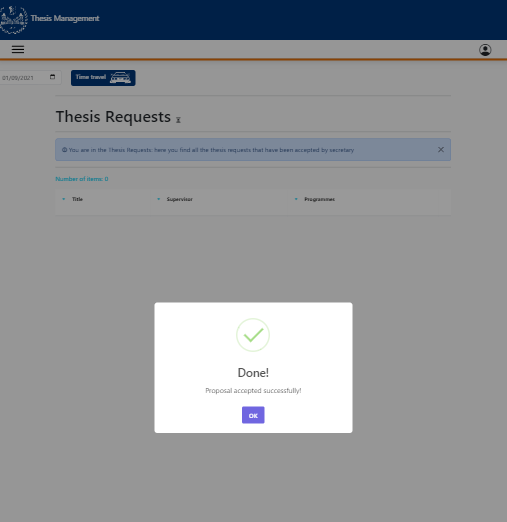 Thesis Management
01/09/2021
Time travel
Thesis Requests
You are in the Thesis Requests: here you find all the thesis requests that have been accepted by secretary
Number of items: 0
Title Supervisor Programmes
Done!
Proposal accepted successfully!
OK